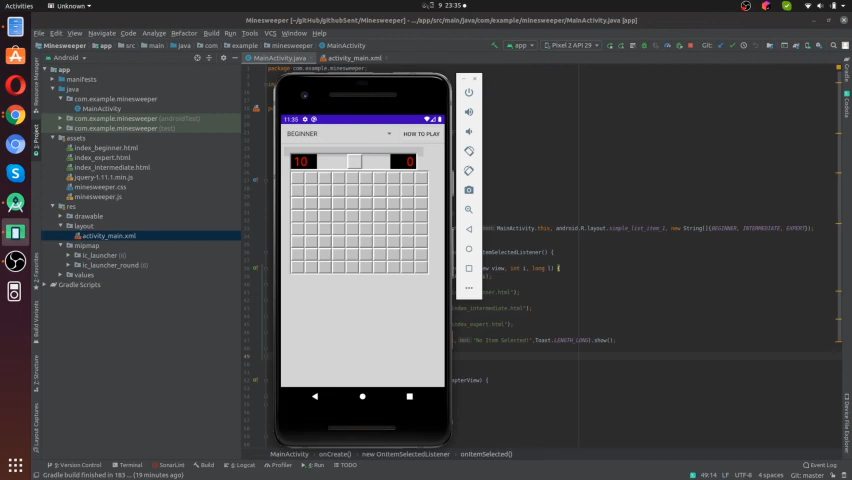 Activities
Unknown
9 23:35
Minesweeper [~/gitHub/githubSent/Minesweeper] - .../app/src/main/java/com/example/minesweeper/MainActivity.java [app]
File Edit View Navigate Code Analyze Refactor Build Run Tools VCS Window Help
Minesweeper app src main java com example minesweeper MainActivity
app
Pixel 2 API 29
Git:
Android
MainActivity.java
activity_main.xml
app
manifests
java
com.example.minesweeper
MainActivity
com.example.minesweeper (androidTest)
com.example.minesweeper (test)
assets
index_beginner.html
index_expert.html
index_intermediate.html
jquery-1.11.1.min.js
minesweeper.css
minesweeper.js
res
drawable
layout
activity_main.xml
mipmap
ic_launcher (6)
ic_launcher_round (6)
values
Gradle Scripts
package com.example.minesweeper;
11:35
BEGINNER
HOW TO PLAY
10
0
MainActivity.this, android.R.layout.simple_list_item_1, new String[]{BEGINNER, INTERMEDIATE, EXPERT});
temSelectedListener() {
ew view, int i, long l) {
index_intermediate.html");
"No Item Selected!",Toast.LENGTH_LONG).show();
apterView) {
MainActivity onCreate() new OnItemSelectedListener onItemSelected()
9: Version Control Terminal SonarLint Build 6: Logcat Profiler 4: Run TODO
Event Log
Gradle build finished in 183 ... (19 minutes ago)
49:14 LF UTF-8 4 spaces Git: master
Resource Manager
1: Project
2: Favorites
Build Variants
7: Structure
Layout Captures
Gradle
Codota
Device File Explorer